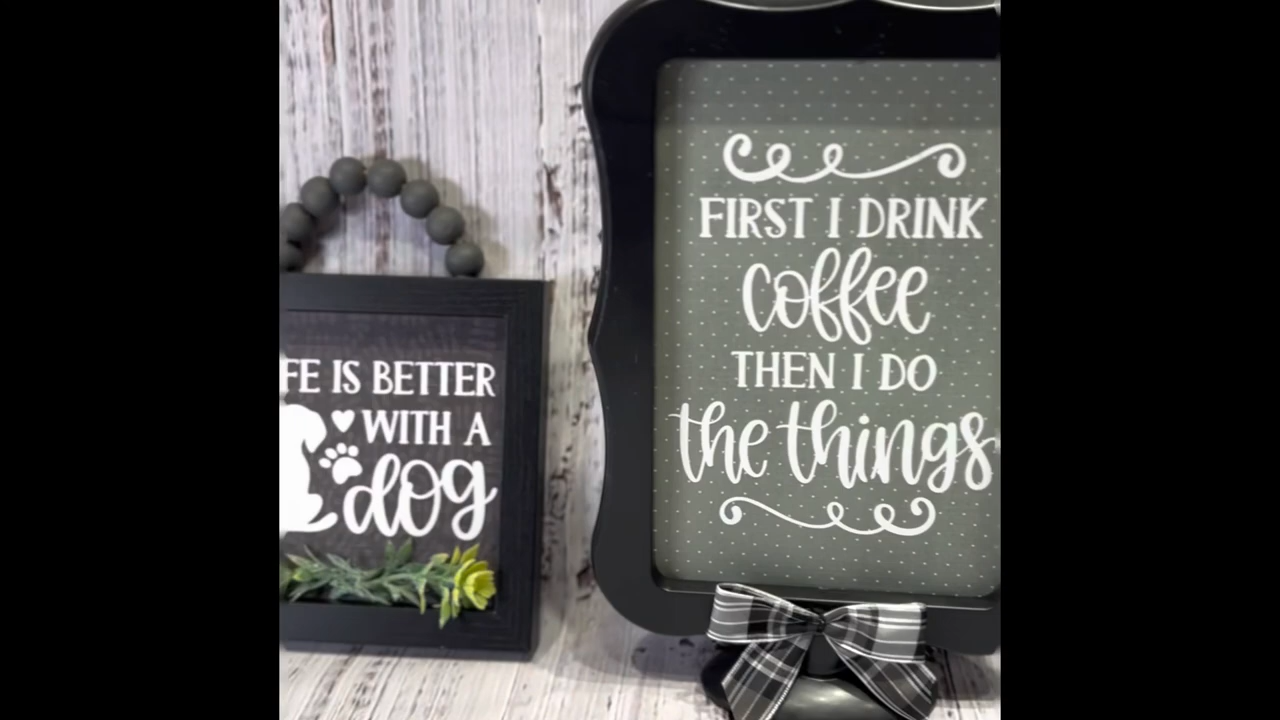 FE IS BETTER
WITH A
dog
FIRST I DRINK
coffee
THEN I DO
the things